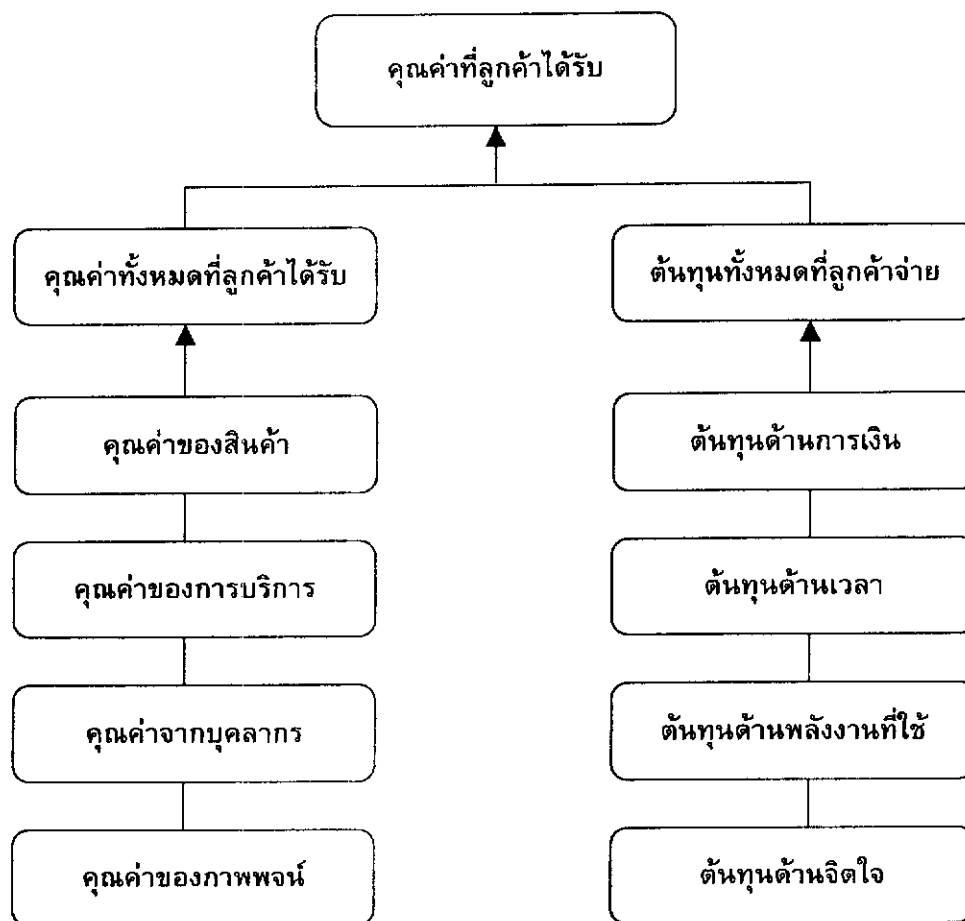 คุณค่าที่ลูกค้าได้รับ
คุณค่าทั้งหมดที่ลูกค้าได้รับ
ต้นทุนทั้งหมดที่ลูกค้าจ่าย
คุณค่าของสินค้า
ต้นทุนด้านการเงิน
คุณค่าของการบริการ
ต้นทุนด้านเวลา
คุณค่าจากบุคลากร
ต้นทุนด้านพลังงานที่ใช้
คุณค่าของภาพพจน์
ต้นทุนด้านจิตใจ